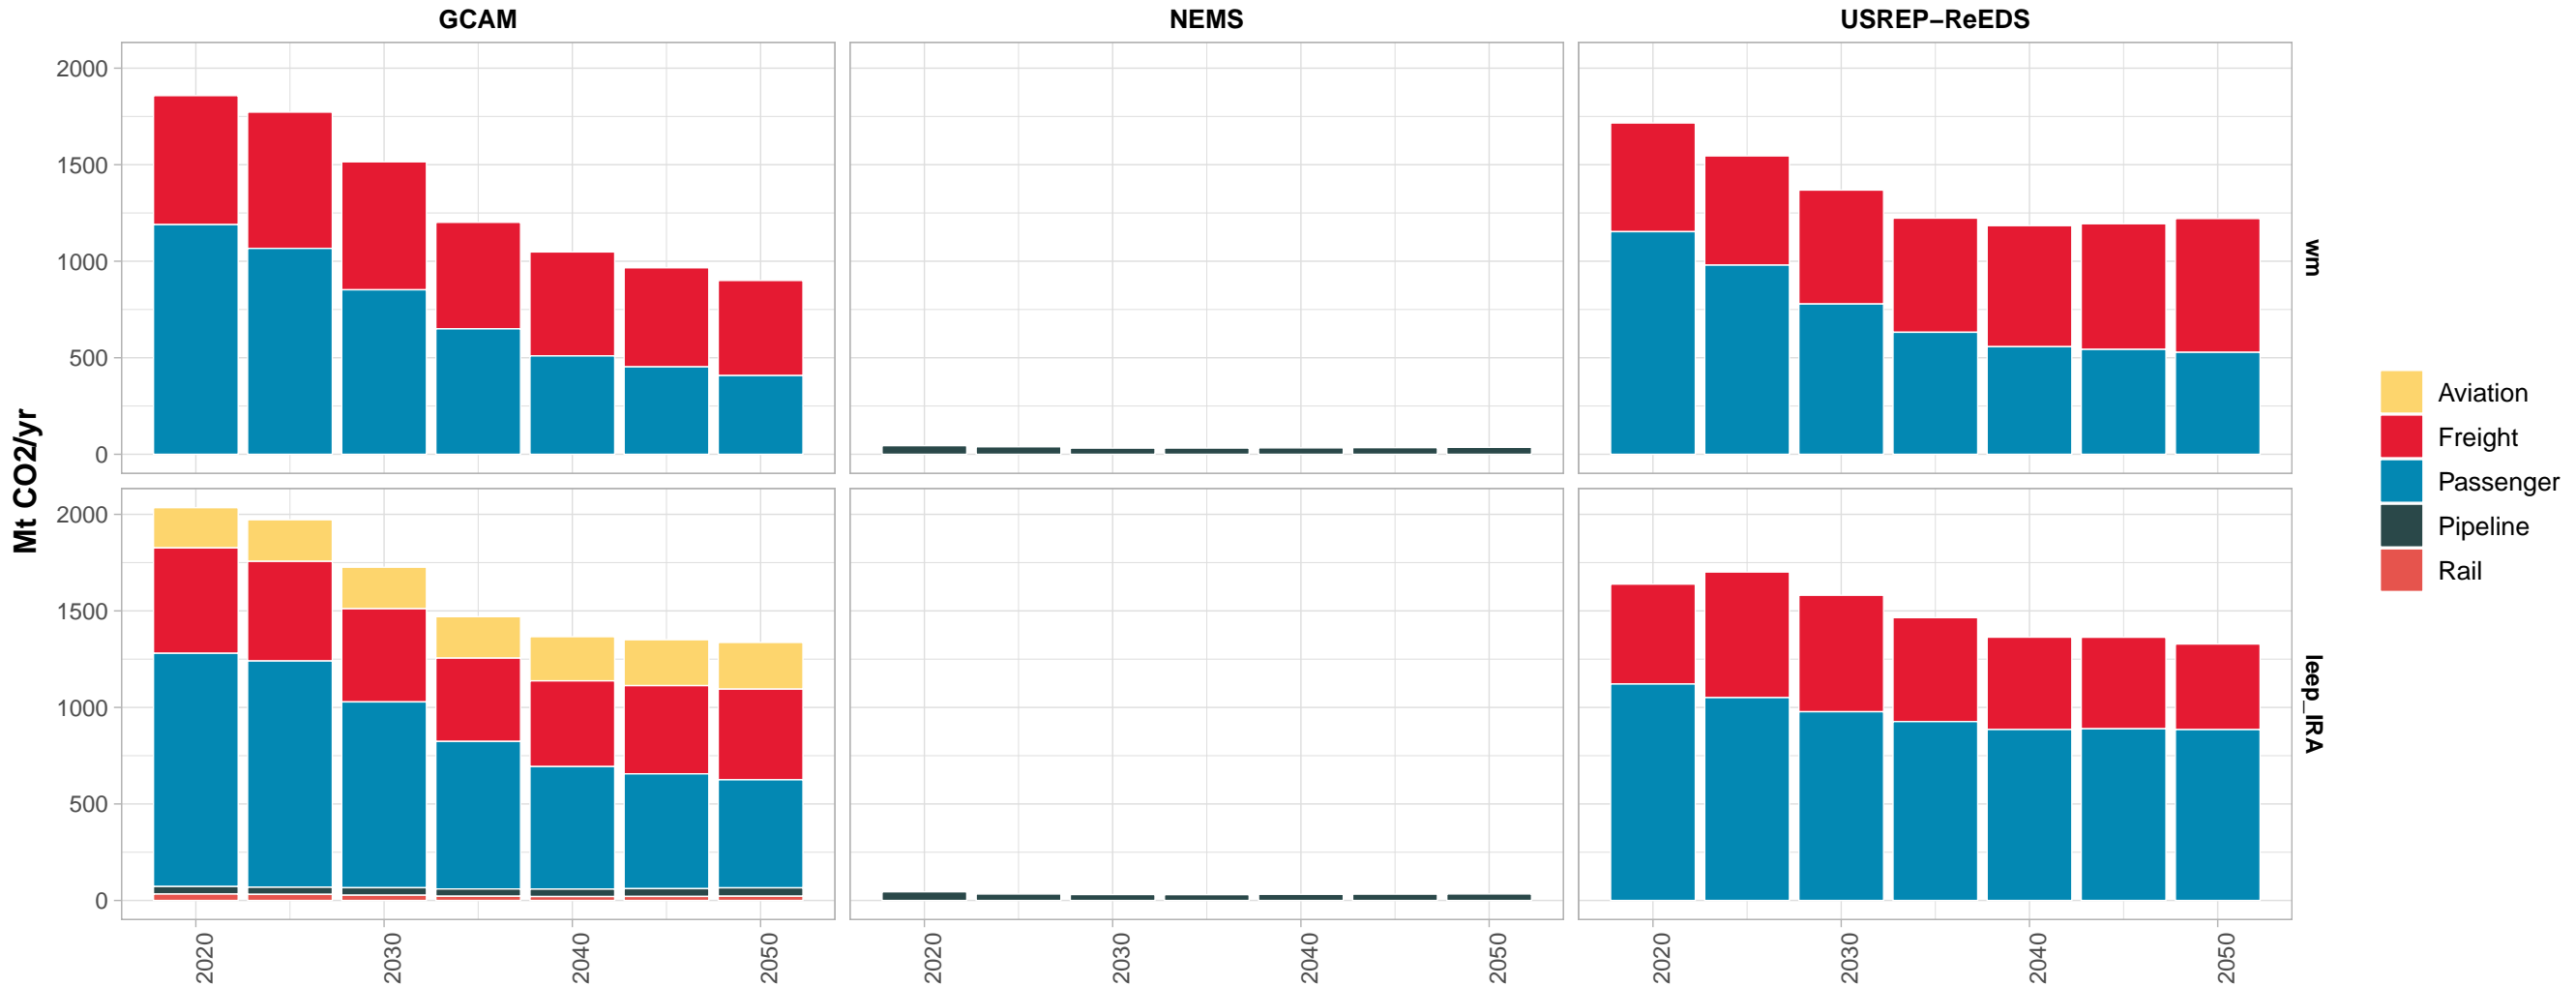 GCAM NEMS USREP−ReEDS
2000
1500
1000
500
0
wm
2000
1500
1000
500
0
leep_IRA
Mt CO2/yr
2020 2030 2040 2050 2020 2030 2040 2050 2020 2030 2040 2050
Aviation
Freight
Passenger
Pipeline
Rail